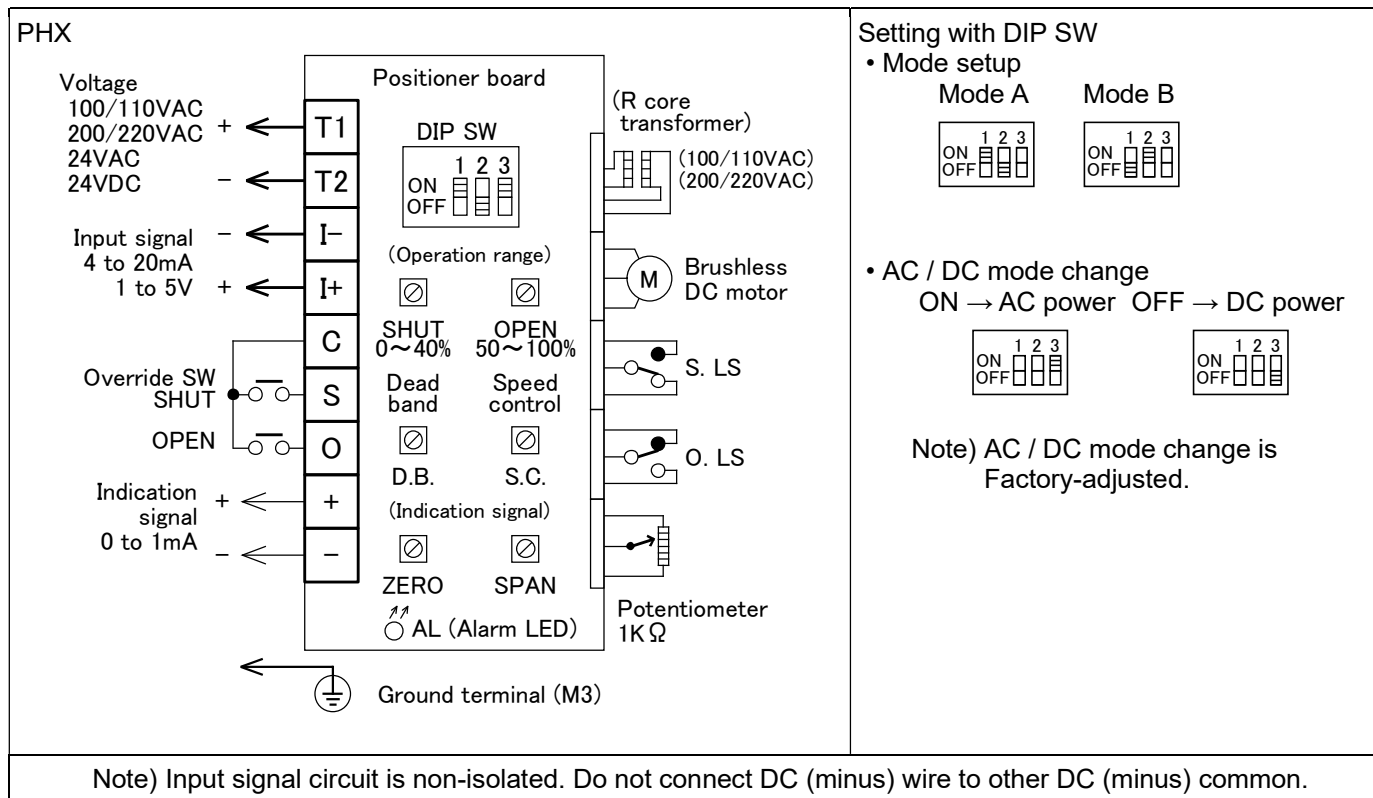 PHX
Positioner board
Voltage
100/110VAC
200/220VAC
24VAC
24VDC
+
−
T1
T2
DIP SW
1 2 3
ON
OFF
(R core
transformer)
(100/110VAC)
(200/220VAC)
Input signal
4 to 20mA
1 to 5V
−
+
I−
I+
(Operation range)
SHUT
0～40%
OPEN
50～100%
M
Brushless
DC motor
Override SW
SHUT
OPEN
C
S
O
Dead
band
Speed
control
D.B.
S.C.
S. LS
O. LS
Indication
signal
0 to 1mA
+
−
+
−
(Indication signal)
ZERO
SPAN
AL (Alarm LED)
Potentiometer
1KΩ
Ground terminal (M3)
Setting with DIP SW
• Mode setup
Mode A Mode B
1 2 3
ON
OFF
1 2 3
ON
OFF
• AC / DC mode change
ON → AC power OFF → DC power
1 2 3
ON
OFF
1 2 3
ON
OFF
Note) AC / DC mode change is
Factory-adjusted.
Note) Input signal circuit is non-isolated. Do not connect DC (minus) wire to other DC (minus) common.